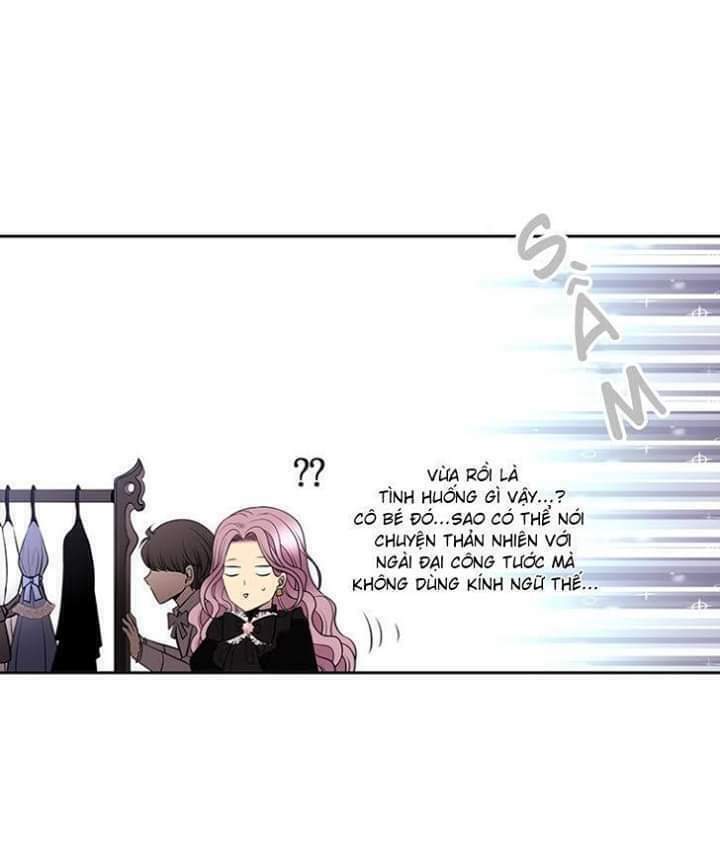 SẦM
??
VỪA RỒI LÀ
TÌNH HUỐNG GÌ VẬY...?
CÔ BÉ ĐÓ...SAO CÓ THỂ NÓI
CHUYỆN THẢN NHIÊN VỚI
NGÀI ĐẠI CÔNG TƯỚC MÀ
KHÔNG DÙNG KÍNH NGỮ THẾ...